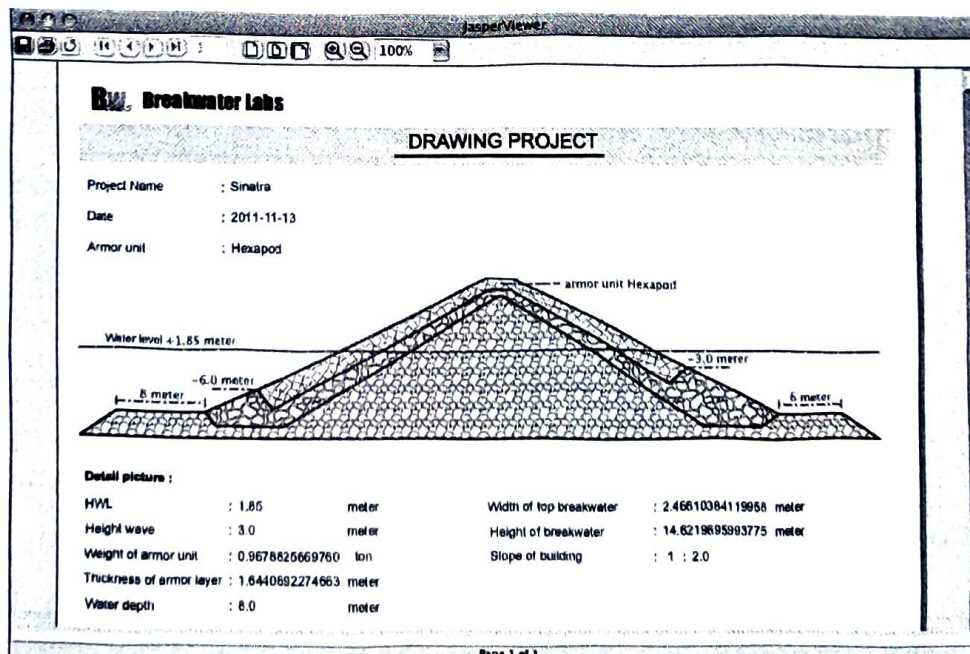 JasperViewer
100%
BW Breakwater Labs
DRAWING PROJECT
Project Name : Sinatra
Date : 2011-11-13
Armor unit : Hexapod
armor unit Hexapod
Water level +1.85 meter
-3.0 meter
-6.0 meter
8 meter
6 meter
Detail picture :
HWL : 1.85 meter
Width of top breakwater : 2.46610384119958 meter
Height wave : 3.0 meter
Height of breakwater : 14.6219695993775 meter
Weight of armor unit : 0.9678826669760 ton
Slope of building : 1 : 2.0
Thickness of armor layer : 1.6440692274663 meter
Water depth : 8.0 meter
Page 1 of 1